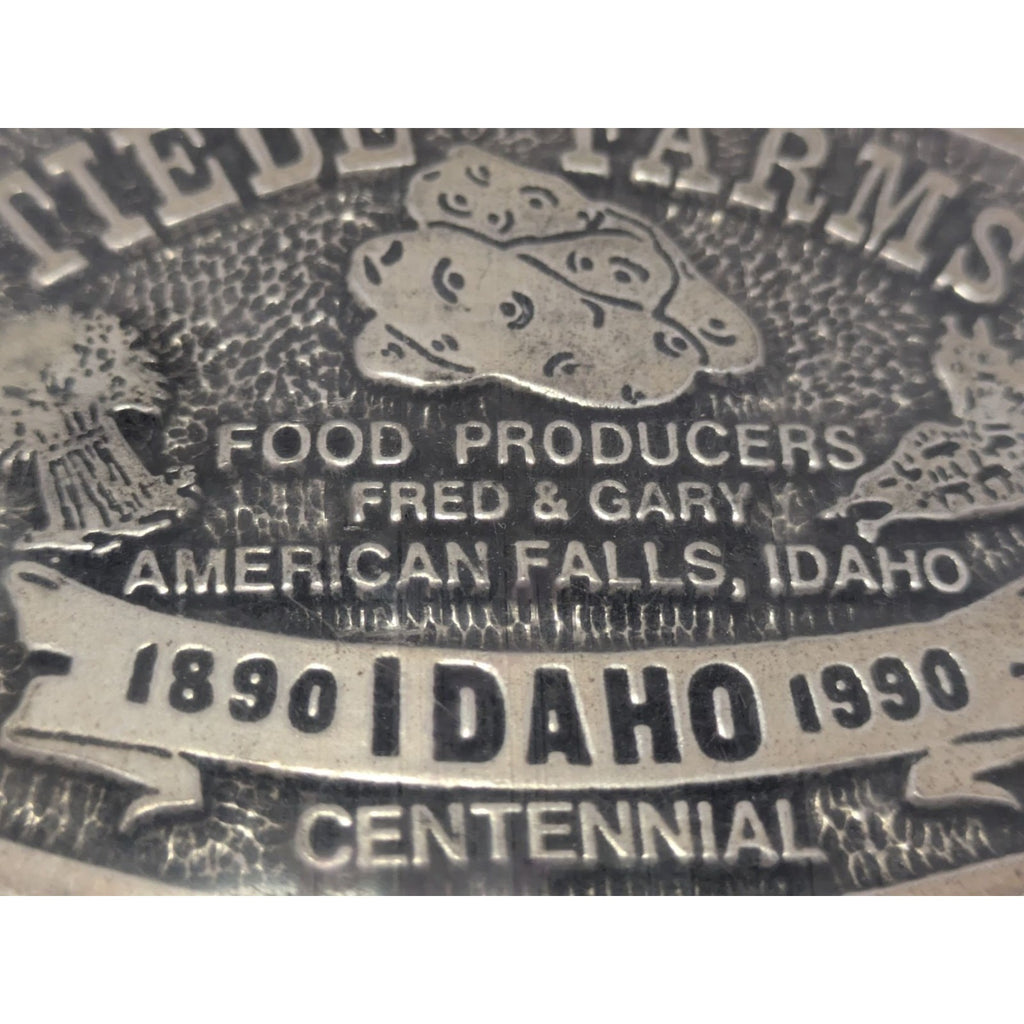 TIEDE FARMS
FOOD PRODUCERS
FRED & GARY
AMERICAN FALLS, IDAHO
1890 IDAHO 1990
CENTENNIAL